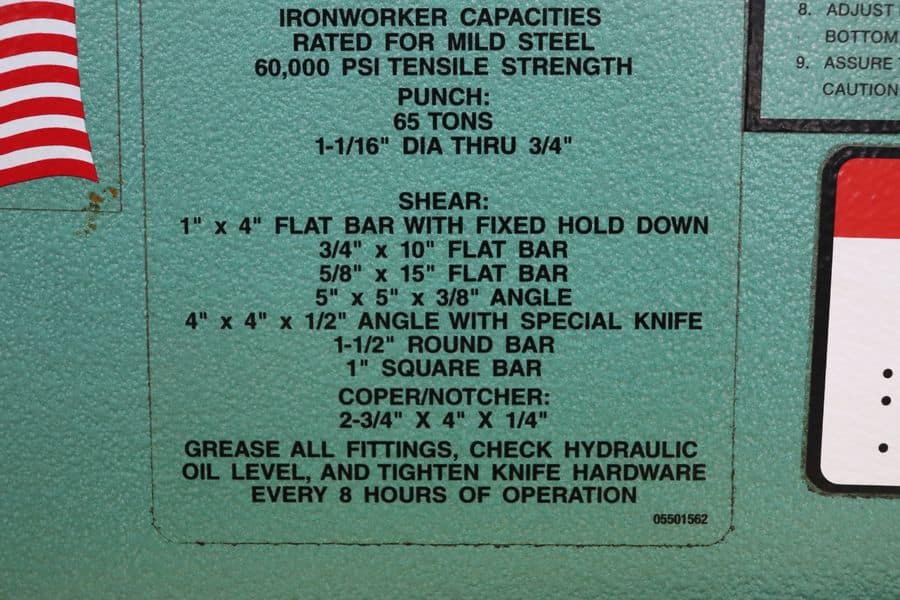 IRONWORKER CAPACITIES
RATED FOR MILD STEEL
60,000 PSI TENSILE STRENGTH
PUNCH:
65 TONS
1-1/16" DIA THRU 3/4"
SHEAR:
1" x 4" FLAT BAR WITH FIXED HOLD DOWN
3/4" x 10" FLAT BAR
5/8" x 15" FLAT BAR
5" x 5" x 3/8" ANGLE
4" x 4" x 1/2" ANGLE WITH SPECIAL KNIFE
1-1/2" ROUND BAR
1" SQUARE BAR
COPER/NOTCHER:
2-3/4" X 4" X 1/4"
GREASE ALL FITTINGS, CHECK HYDRAULIC
OIL LEVEL, AND TIGHTEN KNIFE HARDWARE
EVERY 8 HOURS OF OPERATION
05501562
8. ADJUST
BOTTOM
9. ASSURE
CAUTION